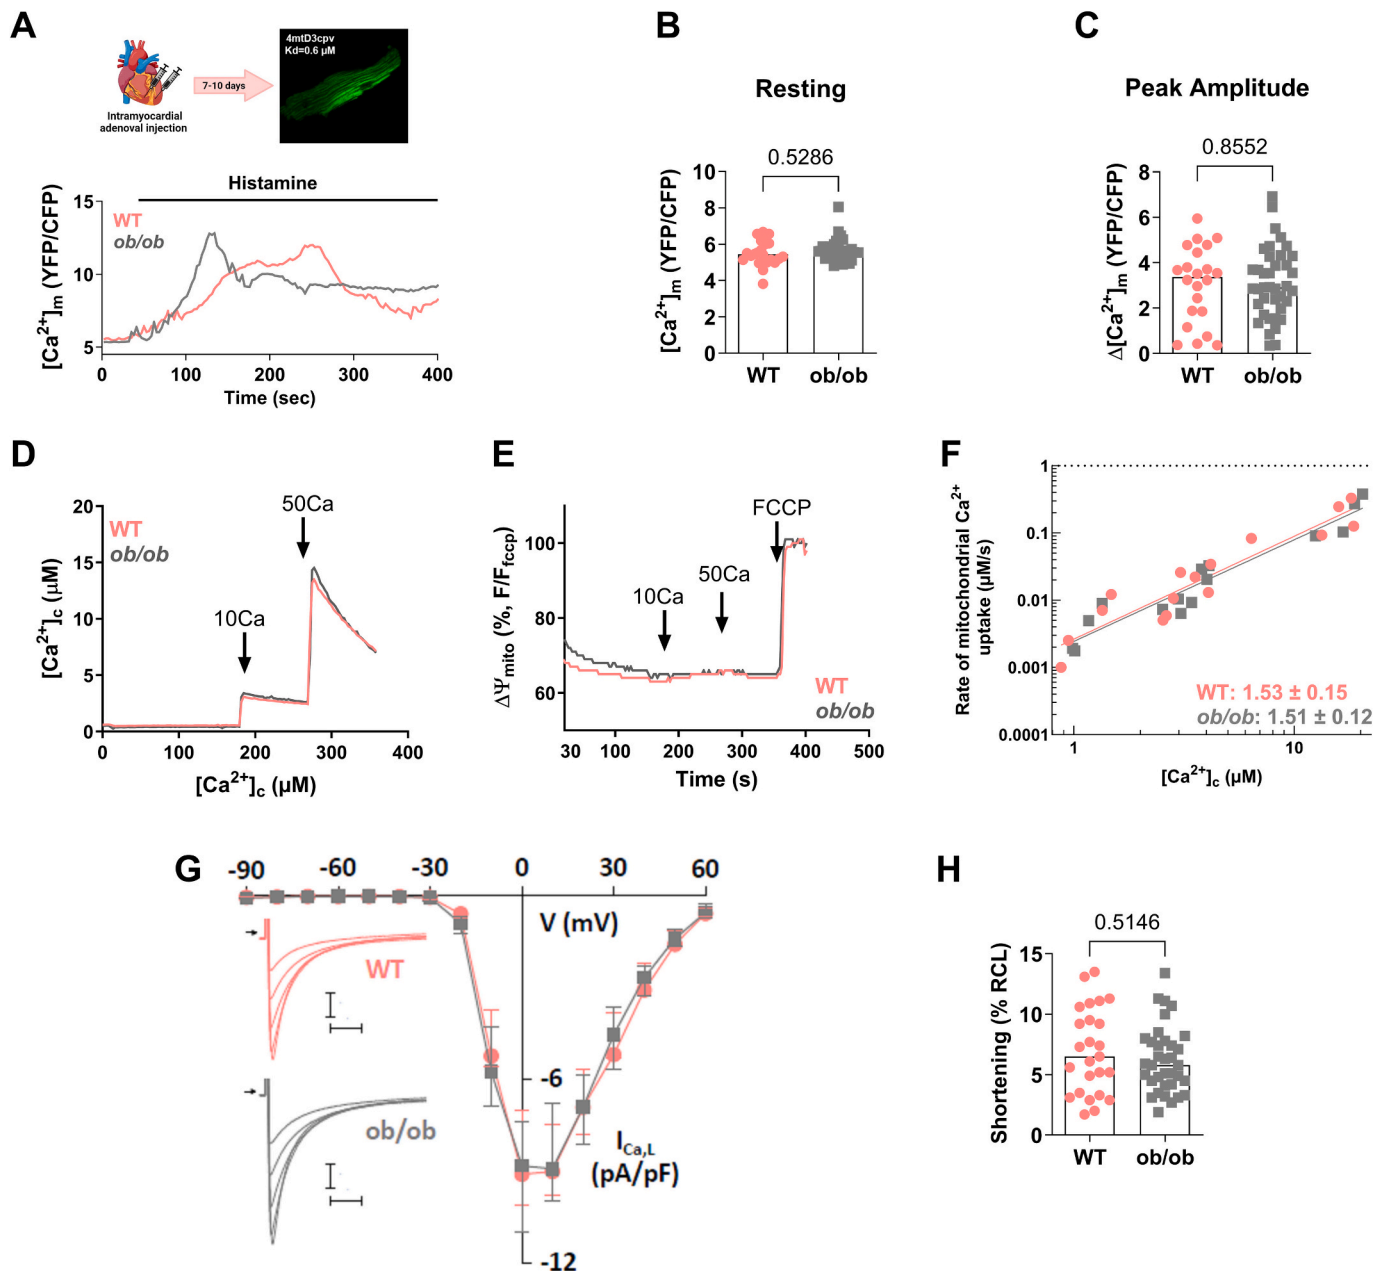 A
4mtD3cpv
Kd=0.6 µM
7-10 days
Intramyocardial
adenoval injection
Histamine
WT
ob/ob
[Ca2+]m (YFP/CFP)
15
10
5
0 100 200 300 400
Time (sec)
B
Resting
0.5286
[Ca2+]m (YFP/CFP)
10
8
6
4
2
0
WT ob/ob
C
Peak Amplitude
0.8552
Δ[Ca2+]m (YFP/CFP)
8
6
4
2
0
WT ob/ob
D
WT
ob/ob
10Ca
50Ca
[Ca2+]c (µM)
20
15
10
5
0
0 100 200 300 400
[Ca2+]c (µM)
E
FCCP
50Ca
10Ca
ΔΨmito (%, F/Ffccp)
100
80
60
WT
ob/ob
30 100 200 300 400 500
Time (s)
F
Rate of mitochondrial Ca2+
uptake (µM/s)
1
0.1
0.01
0.001
0.0001
WT: 1.53 ± 0.15
ob/ob: 1.51 ± 0.12
1 10
[Ca2+]c (µM)
G
-90 -60 -30 0 30 60
V (mV)
WT
ob/ob
-6
ICa,L
(pA/pF)
-12
H
0.5146
Shortening (% RCL)
15
10
5
0
WT ob/ob